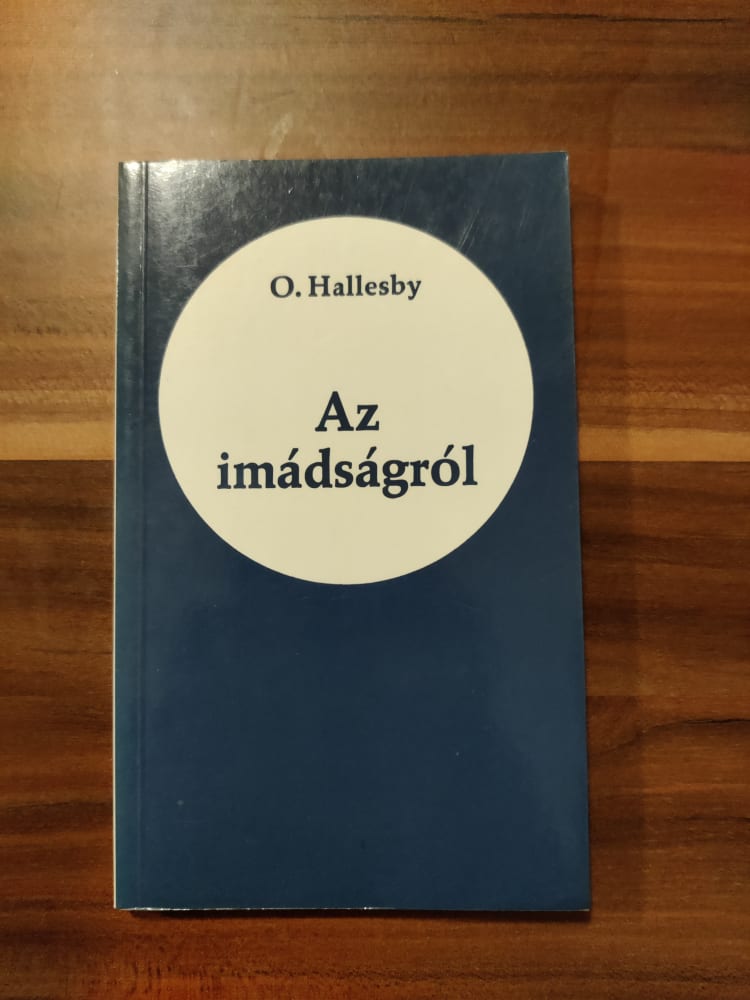 O. Hallesby
Az
imádságról